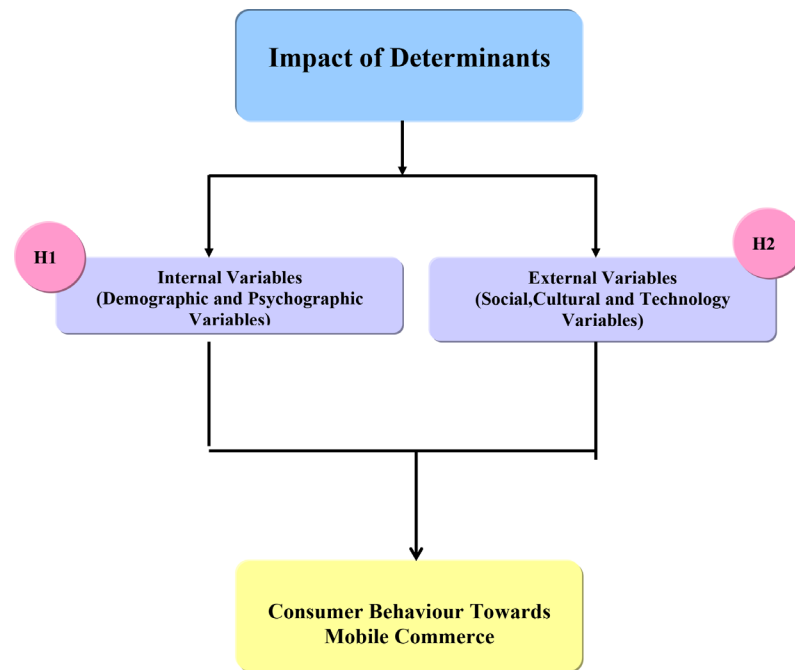 Impact of Determinants
H1
Internal Variables
(Demographic and Psychographic
Variables)
H2
External Variables
(Social,Cultural and Technology
Variables)
Consumer Behaviour Towards
Mobile Commerce